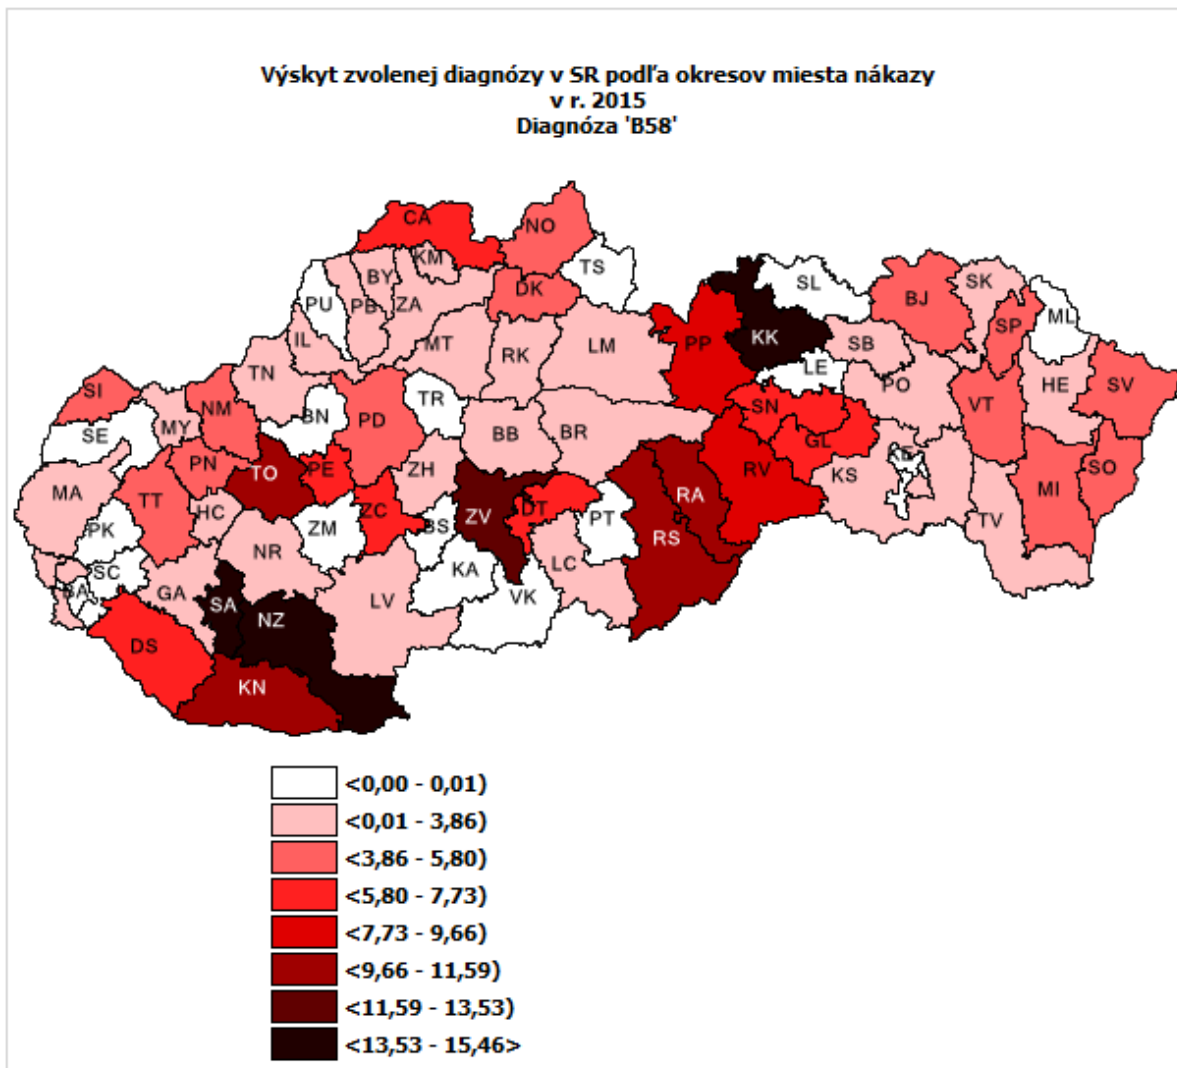 Výskyt zvolenej diagnózy v SR podľa okresov miesta nákazy
v r. 2015
Diagnóza 'B58'
CA
NO
KM
TS
BY
PU
PB
ZA
DK
SL
BJ
SK
SP
ML
IL
MT
RK
LM
PP
KK
SB
LE
PO
HE
SV
TN
SI
NM
MY
SE
BN
PD
TR
BB
BR
SN
GL
VT
PN
TO
PE
ZH
RV
KS
KE
SO
MA
TT
HC
ZM
ZC
BS
ZV
DT
PT
RA
RS
MI
TV
PK
NR
SC
BA
GA
SA
NZ
LV
KA
VK
LC
DS
KN
<0,00 - 0,01)
<0,01 - 3,86)
<3,86 - 5,80)
<5,80 - 7,73)
<7,73 - 9,66)
<9,66 - 11,59)
<11,59 - 13,53)
<13,53 - 15,46>